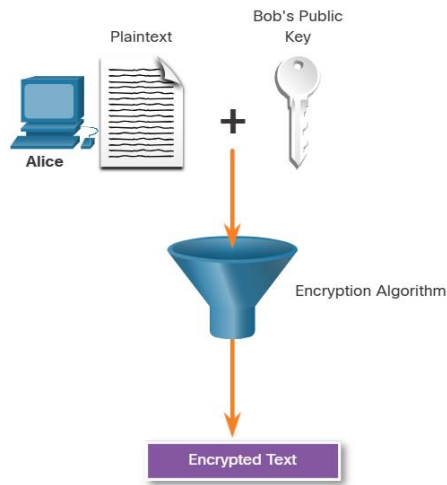 Plaintext
Bob's Public
Key
Alice
+
Encryption Algorithm
Encrypted Text